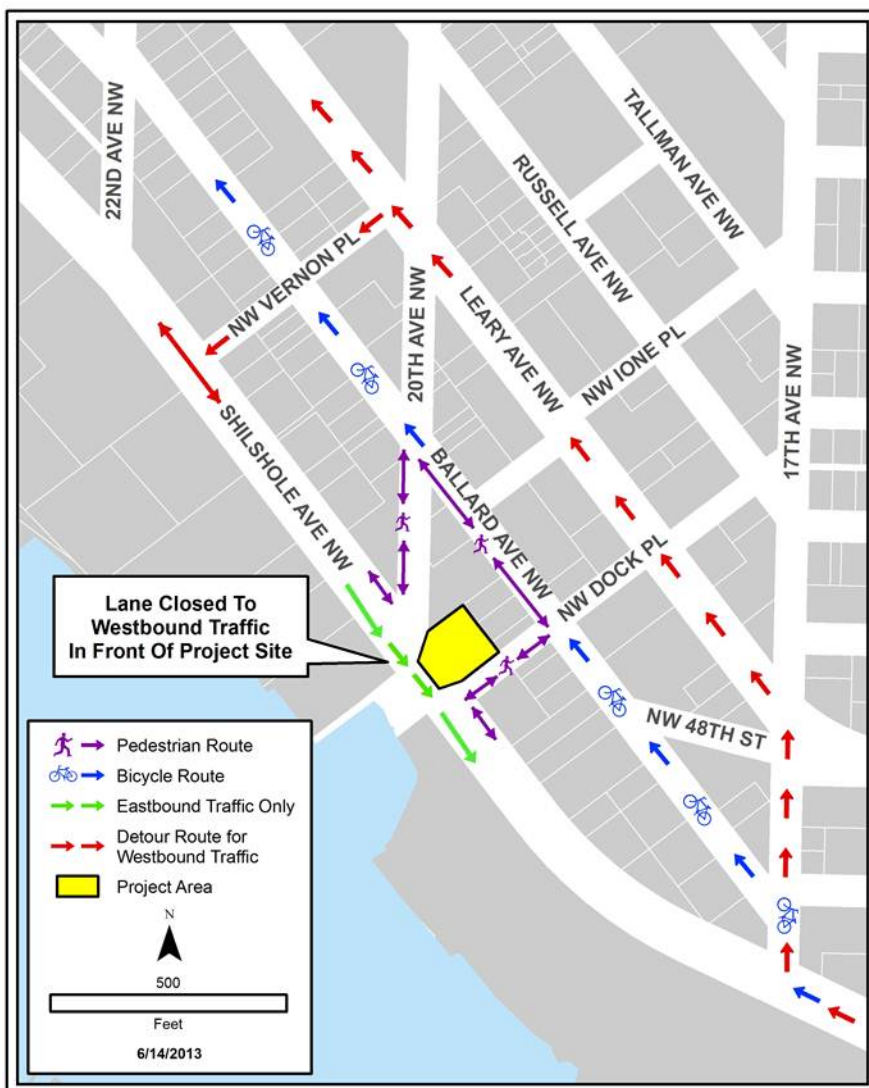 22ND AVE NW
TALLMAN AVE NW
RUSSELL AVE NW
NW VERNON PL
20TH AVE NW
LEARY AVE NW
NW IONE PL
17TH AVE NW
SHILSHOLE AVE NW
BALLARD AVE NW
NW DOCK PL
NW 48TH ST
Lane Closed To
Westbound Traffic
In Front Of Project Site
Pedestrian Route
Bicycle Route
Eastbound Traffic Only
Detour Route for
Westbound Traffic
Project Area
N
500
Feet
6/14/2013